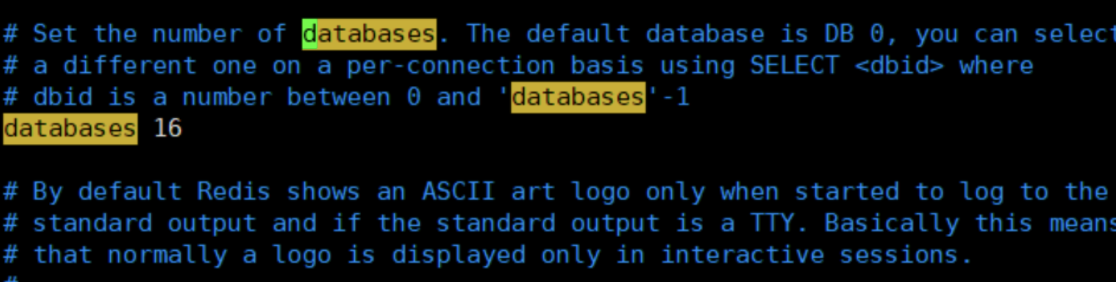 # Set the number of databases. The default database is DB 0, you can select
# a different one on a per-connection basis using SELECT <dbid> where
# dbid is a number between 0 and 'databases'-1
databases 16
# By default Redis shows an ASCII art logo only when started to log to the
# standard output and if the standard output is a TTY. Basically this means
# that normally a logo is displayed only in interactive sessions.
#